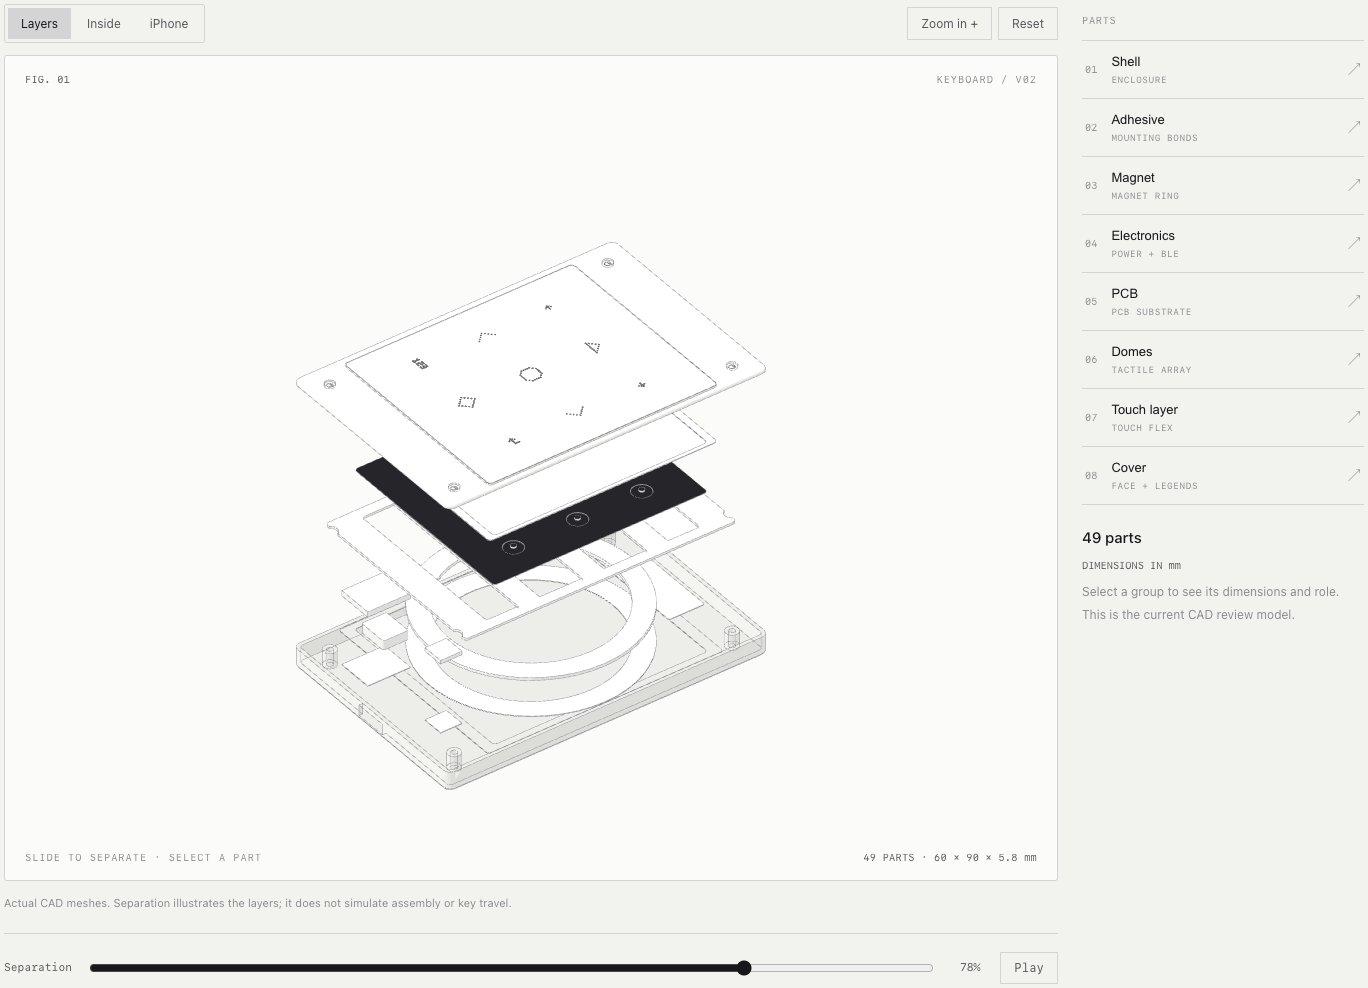 Layers
Inside
iPhone
Zoom in +
Reset
FIG. 01
KEYBOARD / V02
123
SLIDE TO SEPARATE · SELECT A PART
49 PARTS · 60 × 90 × 5.8 mm
Actual CAD meshes. Separation illustrates the layers; it does not simulate assembly or key travel.
Separation
78%
Play
PARTS
01
Shell
ENCLOSURE
02
Adhesive
MOUNTING BONDS
03
Magnet
MAGNET RING
04
Electronics
POWER + BLE
05
PCB
PCB SUBSTRATE
06
Domes
TACTILE ARRAY
07
Touch layer
TOUCH FLEX
08
Cover
FACE + LEGENDS
49 parts
DIMENSIONS IN mm
Select a group to see its dimensions and role.
This is the current CAD review model.